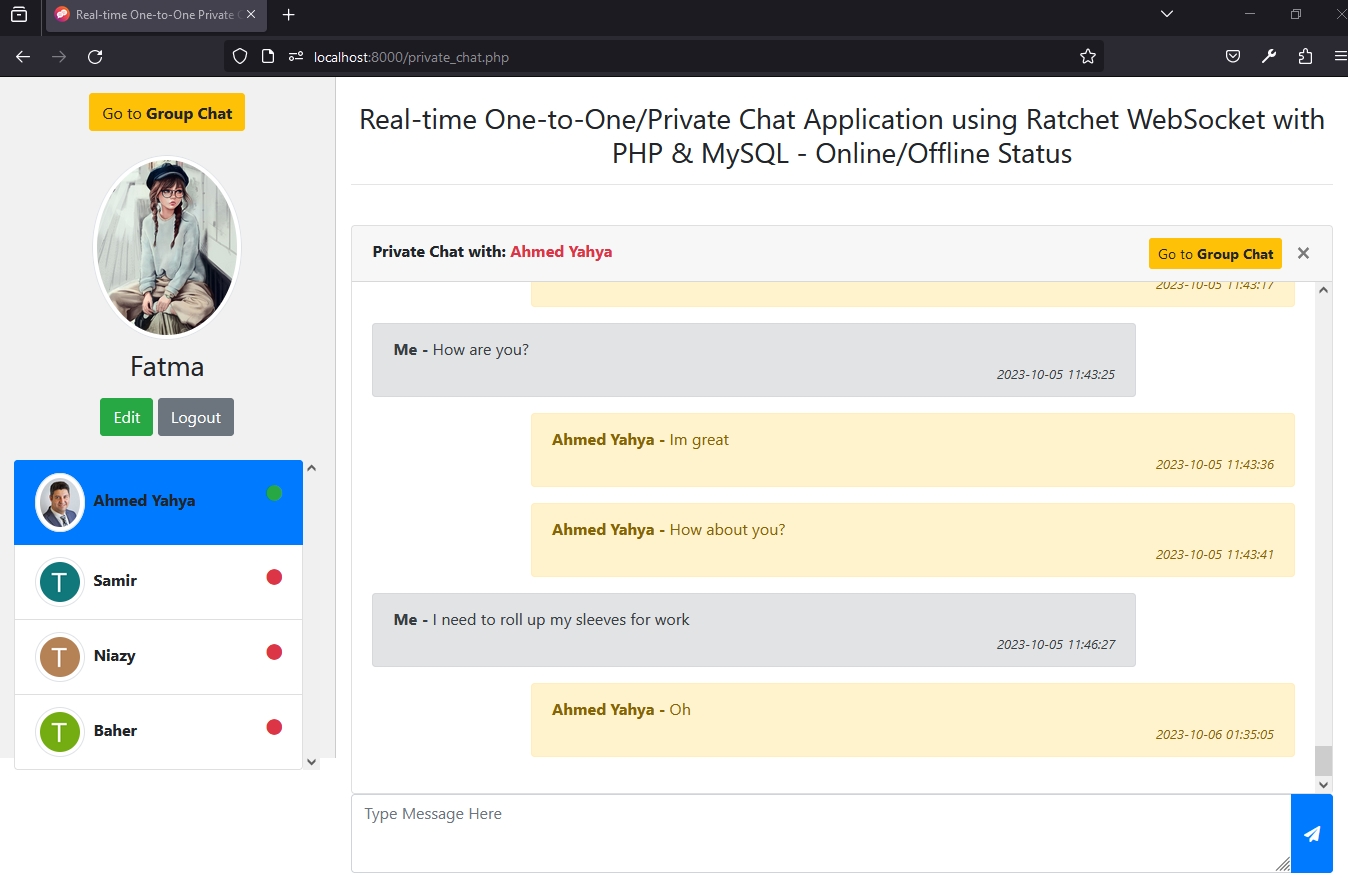 Real-time One-to-One Private C
localhost:8000/private_chat.php
Go to Group Chat
Fatma
Edit Logout
Ahmed Yahya
T Samir
T Niazy
T Baher
Real-time One-to-One/Private Chat Application using Ratchet WebSocket with
PHP & MySQL - Online/Offline Status
Private Chat with: Ahmed Yahya
Go to Group Chat
2023-10-05 11:43:17
Me - How are you?
2023-10-05 11:43:25
Ahmed Yahya - Im great
2023-10-05 11:43:36
Ahmed Yahya - How about you?
2023-10-05 11:43:41
Me - I need to roll up my sleeves for work
2023-10-05 11:46:27
Ahmed Yahya - Oh
2023-10-06 01:35:05
Type Message Here